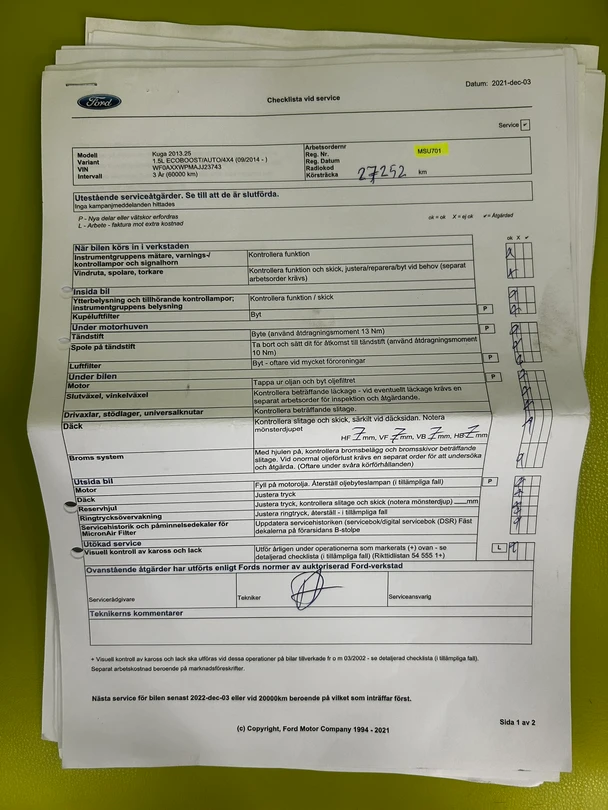 Datum: 2021-dec-03
Ford
Checklista vid service
Service ✔
Modell Kuga 2013.25
Variant 1.5L ECOBOOST/AUTO/4X4 (09/2014 - )
VIN WF0AXXWPMAJJ23743
Intervall 3 År (60000 km)
Arbetsordernr
Reg. Nr. MSU701
Reg. Datum
Radiokod
Körsträcka 27252 km
Utestående serviceåtgärder. Se till att de är slutförda.
Inga kampanjmeddelanden hittades
P - Nya delar eller vätskor erfordras
L - Arbete - faktura mot extra kostnad
ok = ok X = ej ok ✔= Åtgärdad
ok X ✔
När bilen körs in i verkstaden
Instrumentgruppens mätare, varnings-/ Kontrollera funktion
kontrollampor och signalhorn
Vindruta, spolare, torkare Kontrollera funktion och skick, justera/reparera/byt vid behov (separat
arbetsorder krävs)
Insida bil
Ytterbelysning och tillhörande kontrollampor; Kontrollera funktion / skick
instrumentgruppens belysning
Kupéluftfilter Byt P
Under motorhuven
Tändstift Byte (använd åtdragningsmoment 13 Nm) P
Spole på tändstift Ta bort och sätt dit för åtkomst till tändstift (använd åtdragningsmoment
10 Nm)
Luftfilter Byt - oftare vid mycket föroreningar P
Under bilen
Motor Tappa ur oljan och byt oljefiltret P
Slutväxel, vinkelväxel Kontrollera beträffande läckage - vid eventuellt läckage krävs en
separat arbetsorder för inspektion och åtgärdande.
Drivaxlar, stödlager, universalknutar Kontrollera beträffande slitage.
Däck Kontrollera slitage och skick, särkilt vid däcksidan. Notera
mönsterdjupet
HF 7 mm, VF 7 mm, VB 7 mm, HB 7 mm
Broms system Med hjulen på, kontrollera bromsbelägg och bromsskivor beträffande
slitage. Vid onormal oljeförlust krävs en separat order för att undersöka
och åtgärda. (Oftare under svåra körförhållanden)
Utsida bil
Motor Fyll på motorolja. Återställ oljebyteslampan (i tillämpliga fall) P
Däck Justera tryck
Reservhjul Justera tryck, kontrollera slitage och skick (notera mönsterdjup) ___mm
Ringtrycksövervakning Justera ringtryck, återställ - i tillämpliga fall
Servicehistorik och påminnelsedekaler för Uppdatera servicehistoriken (servicebok/digital servicebok (DSR) Fäst
MicronAir Filter dekalerna på förarsidans B-stolpe
Utökad service
Visuell kontroll av kaross och lack Utför årligen under operationerna som markerats (+) ovan - se L
detaljerad checklista (i tillämpliga fall) (Rikttidlistan 54 555 1+)
Ovanstående åtgärder har utförts enligt Fords normer av auktoriserad Ford-verkstad
Servicerådgivare Tekniker Serviceansvarig
Teknikerns kommentarer
+ Visuell kontroll av kaross och lack ska utföras vid dessa operationer på bilar tillverkade fr o m 03/2002 - se detaljerad checklista (i tillämpliga fall).
Separat arbetskostnad beroende på marknadsföreskrifter.
Nästa service för bilen senast 2022-dec-03 eller vid 20000km beroende på vilket som inträffar först.
(c) Copyright, Ford Motor Company 1994 - 2021
Sida 1 av 2